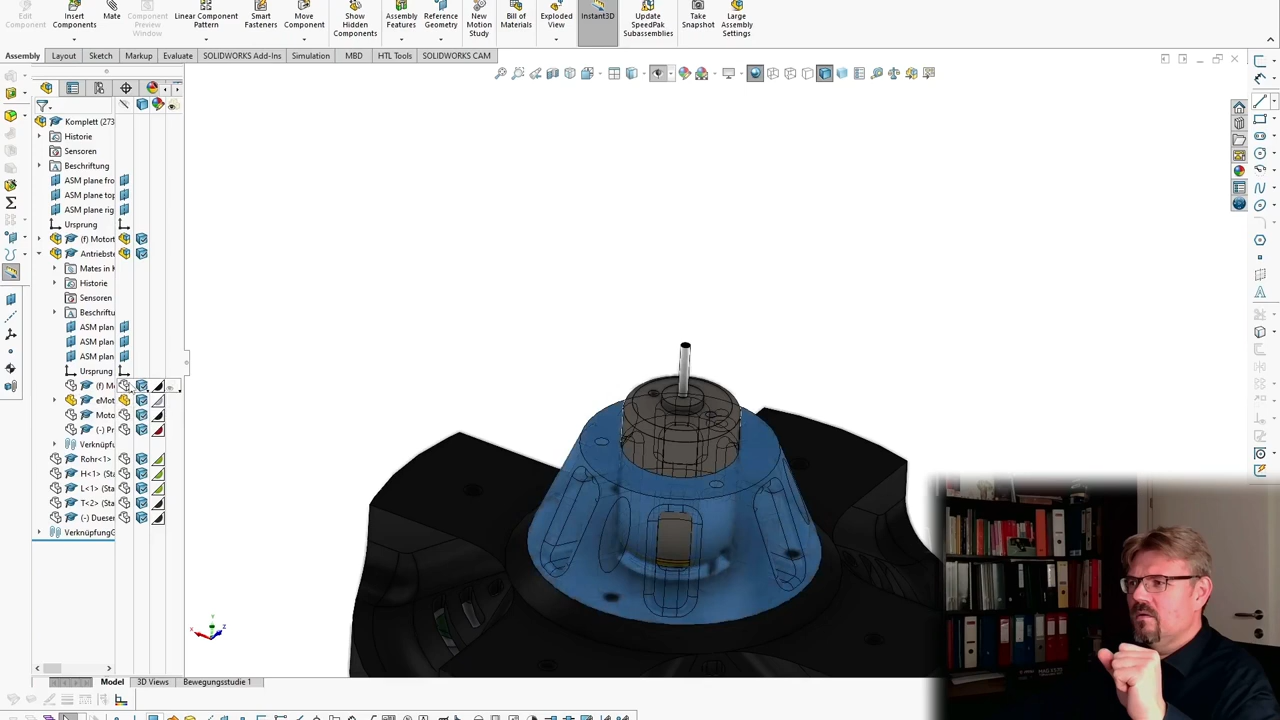 Edit
Component
Insert
Components
Mate
Component
Preview
Window
Linear Component
Pattern
Smart
Fasteners
Move
Component
Show
Hidden
Components
Assembly
Features
Reference
Geometry
New
Motion
Study
Bill of
Materials
Exploded
View
Instant3D
Update
SpeedPak
Subassemblies
Take
Snapshot
Large
Assembly
Settings
Assembly Layout Sketch Markup Evaluate SOLIDWORKS Add-Ins Simulation MBD HTL Tools SOLIDWORKS CAM
Komplett (273
Historie
Sensoren
Beschriftung
ASM plane fro
ASM plane top
ASM plane rig
Ursprung
(f) Motort
Antriebste
Mates in K
Historie
Sensoren
Beschriftu
ASM plan
ASM plan
ASM plan
Ursprung
(f) M
eMot
Moto
(-) Pr
Verknüpf
Rohr<1>
H<1> (Sta
L<1> (Sta
T<2> (Sta
(-) Duesen
VerknüpfungG
Y
X
Z
Model 3D Views Bewegungsstudie 1